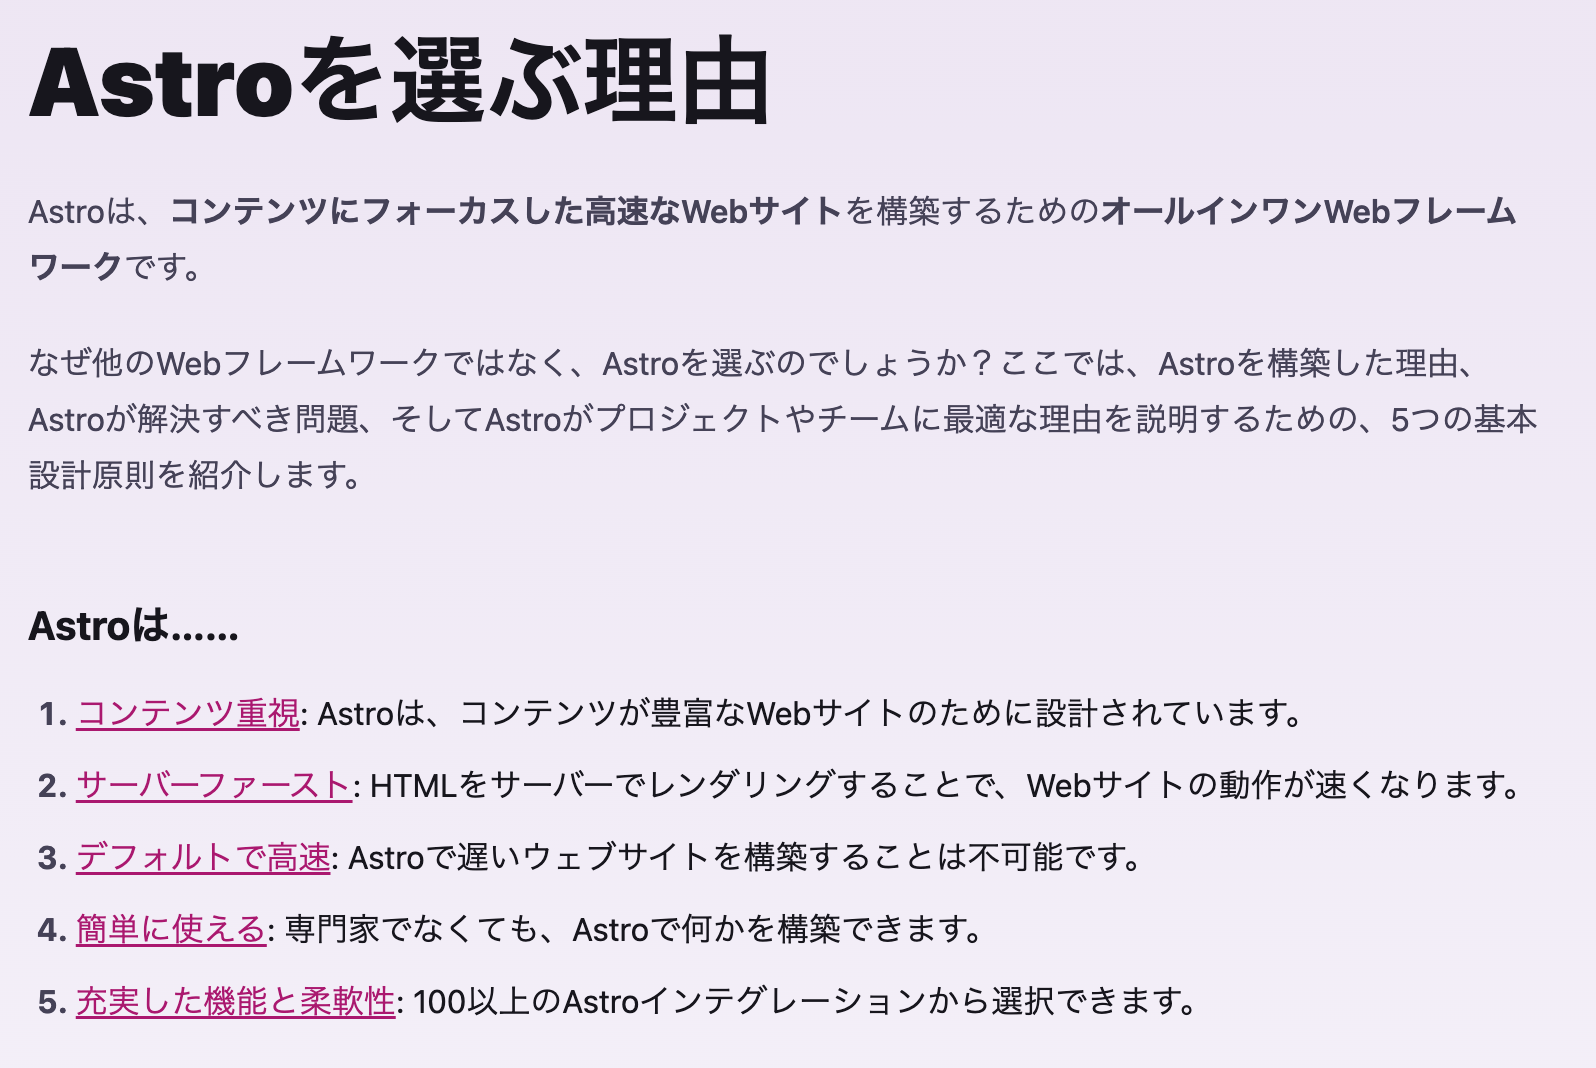 Astroを選ぶ理由
Astroは、コンテンツにフォーカスした高速なWebサイトを構築するためのオールインワンWebフレーム
ワークです。
なぜ他のWebフレームワークではなく、Astroを選ぶのでしょうか？ここでは、Astroを構築した理由、
Astroが解決すべき問題、そしてAstroがプロジェクトやチームに最適な理由を説明するための、5つの基本
設計原則を紹介します。
Astroは……
1. コンテンツ重視: Astroは、コンテンツが豊富なWebサイトのために設計されています。
2. サーバーファースト: HTMLをサーバーでレンダリングすることで、Webサイトの動作が速くなります。
3. デフォルトで高速: Astroで遅いウェブサイトを構築することは不可能です。
4. 簡単に使える: 専門家でなくても、Astroで何かを構築できます。
5. 充実した機能と柔軟性: 100以上のAstroインテグレーションから選択できます。